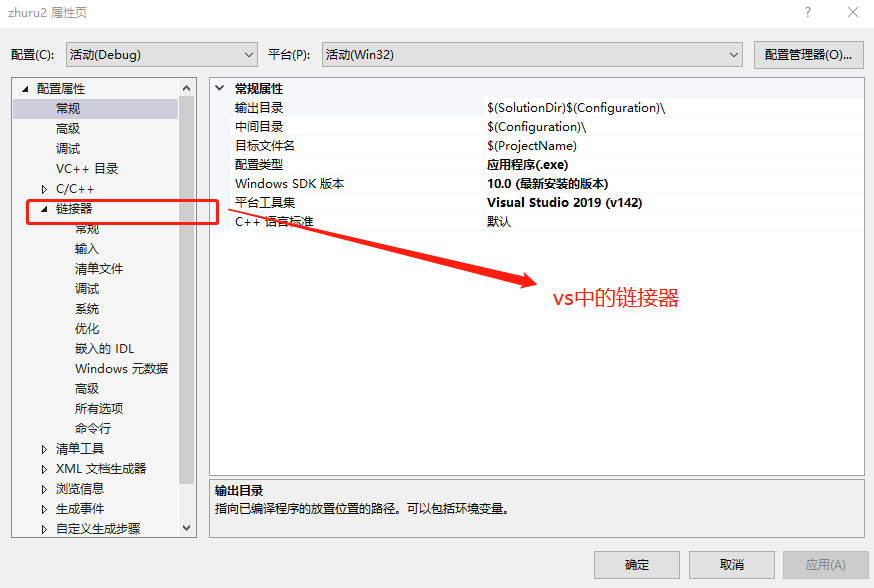 zhuru2 属性页
配置(C): 活动(Debug) 平台(P): 活动(Win32) 配置管理器(O)...
配置属性
常规
高级
调试
VC++ 目录
C/C++
链接器
常规
输入
清单文件
调试
系统
优化
嵌入的 IDL
Windows 元数据
高级
所有选项
命令行
清单工具
XML 文档生成器
浏览信息
生成事件
自定义生成步骤
常规属性
输出目录 $(SolutionDir)$(Configuration)\
中间目录 $(Configuration)\
目标文件名 $(ProjectName)
配置类型 应用程序(.exe)
Windows SDK 版本 10.0 (最新安装的版本)
平台工具集 Visual Studio 2019 (v142)
C++ 语言标准 默认
vs中的链接器
输出目录
指向已编译程序的放置位置的路径。可以包括环境变量。
确定 取消 应用(A)